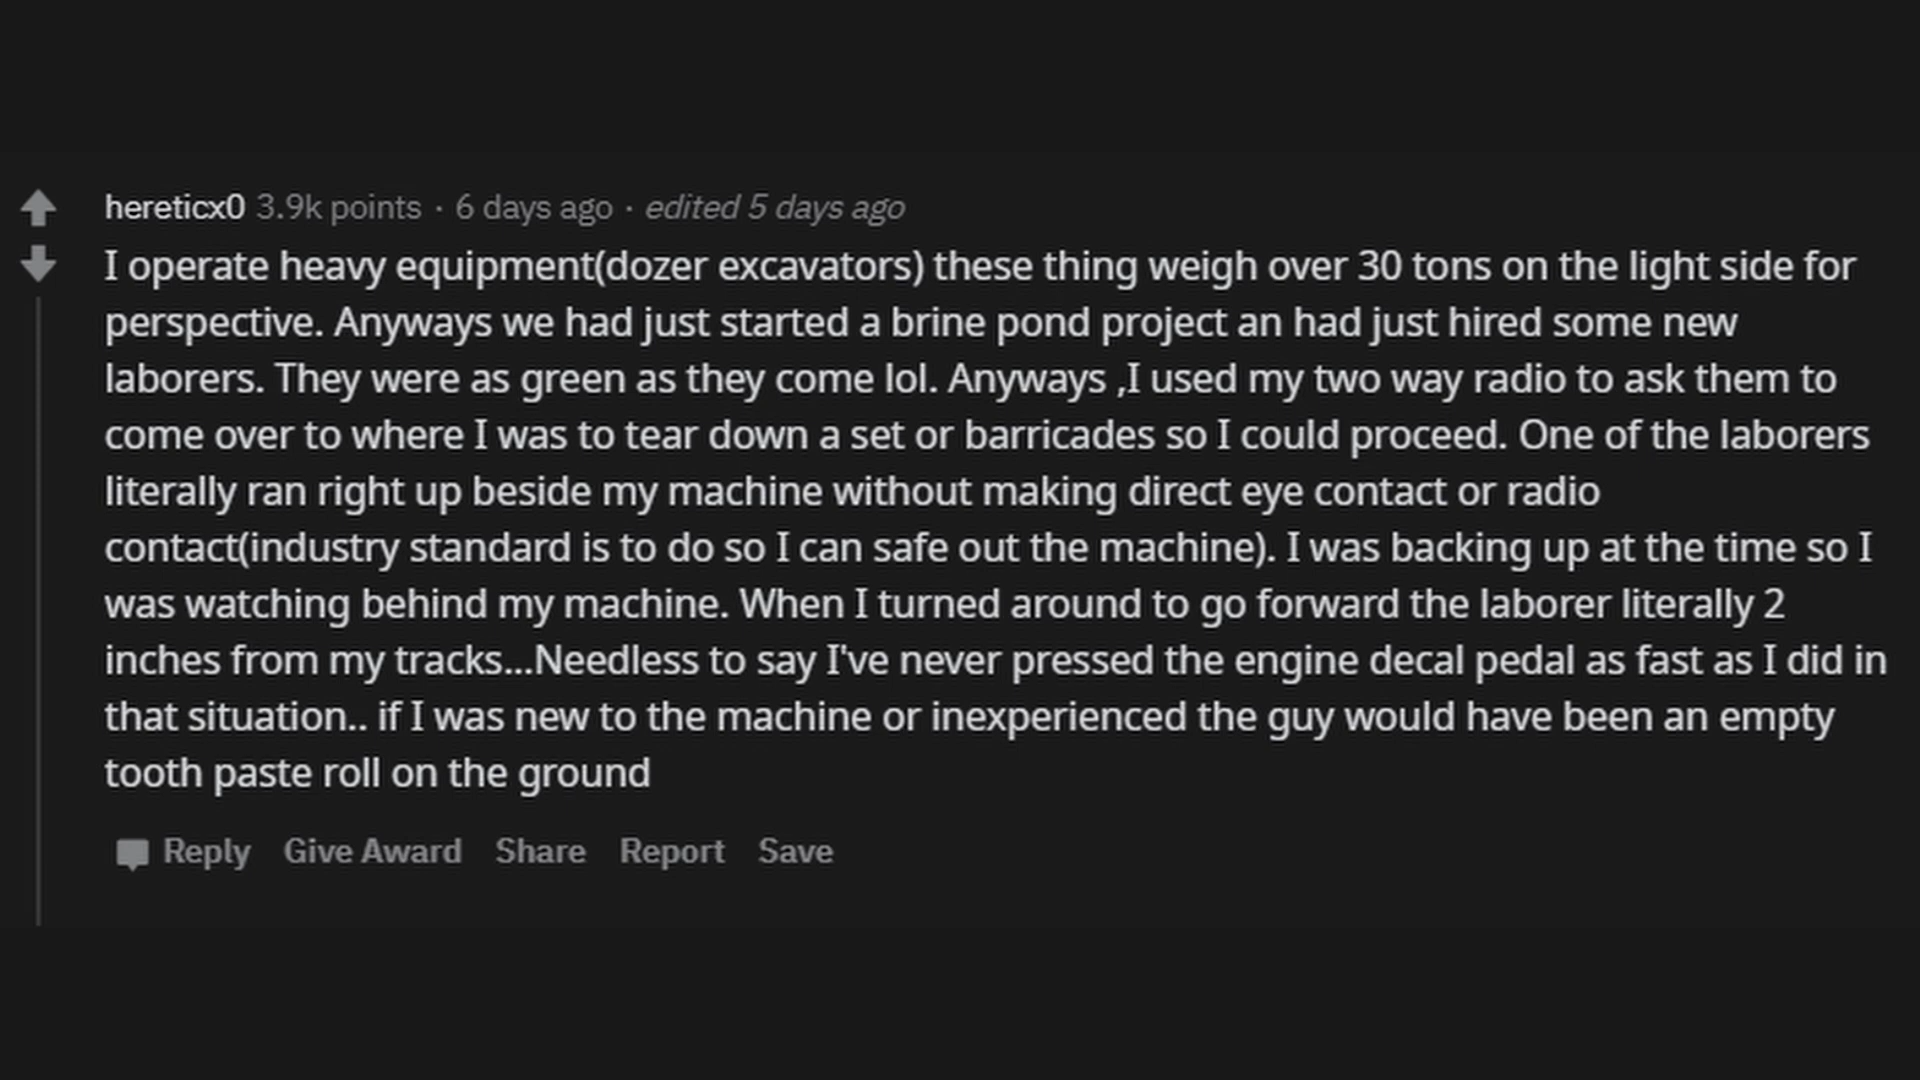 hereticx0 3.9k points · 6 days ago · edited 5 days ago
I operate heavy equipment(dozer excavators) these thing weigh over 30 tons on the light side for
perspective. Anyways we had just started a brine pond project an had just hired some new
laborers. They were as green as they come lol. Anyways ,I used my two way radio to ask them to
come over to where I was to tear down a set or barricades so I could proceed. One of the laborers
literally ran right up beside my machine without making direct eye contact or radio
contact(industry standard is to do so I can safe out the machine). I was backing up at the time so I
was watching behind my machine. When I turned around to go forward the laborer literally 2
inches from my tracks...Needless to say I've never pressed the engine decal pedal as fast as I did in
that situation.. if I was new to the machine or inexperienced the guy would have been an empty
tooth paste roll on the ground
Reply Give Award Share Report Save